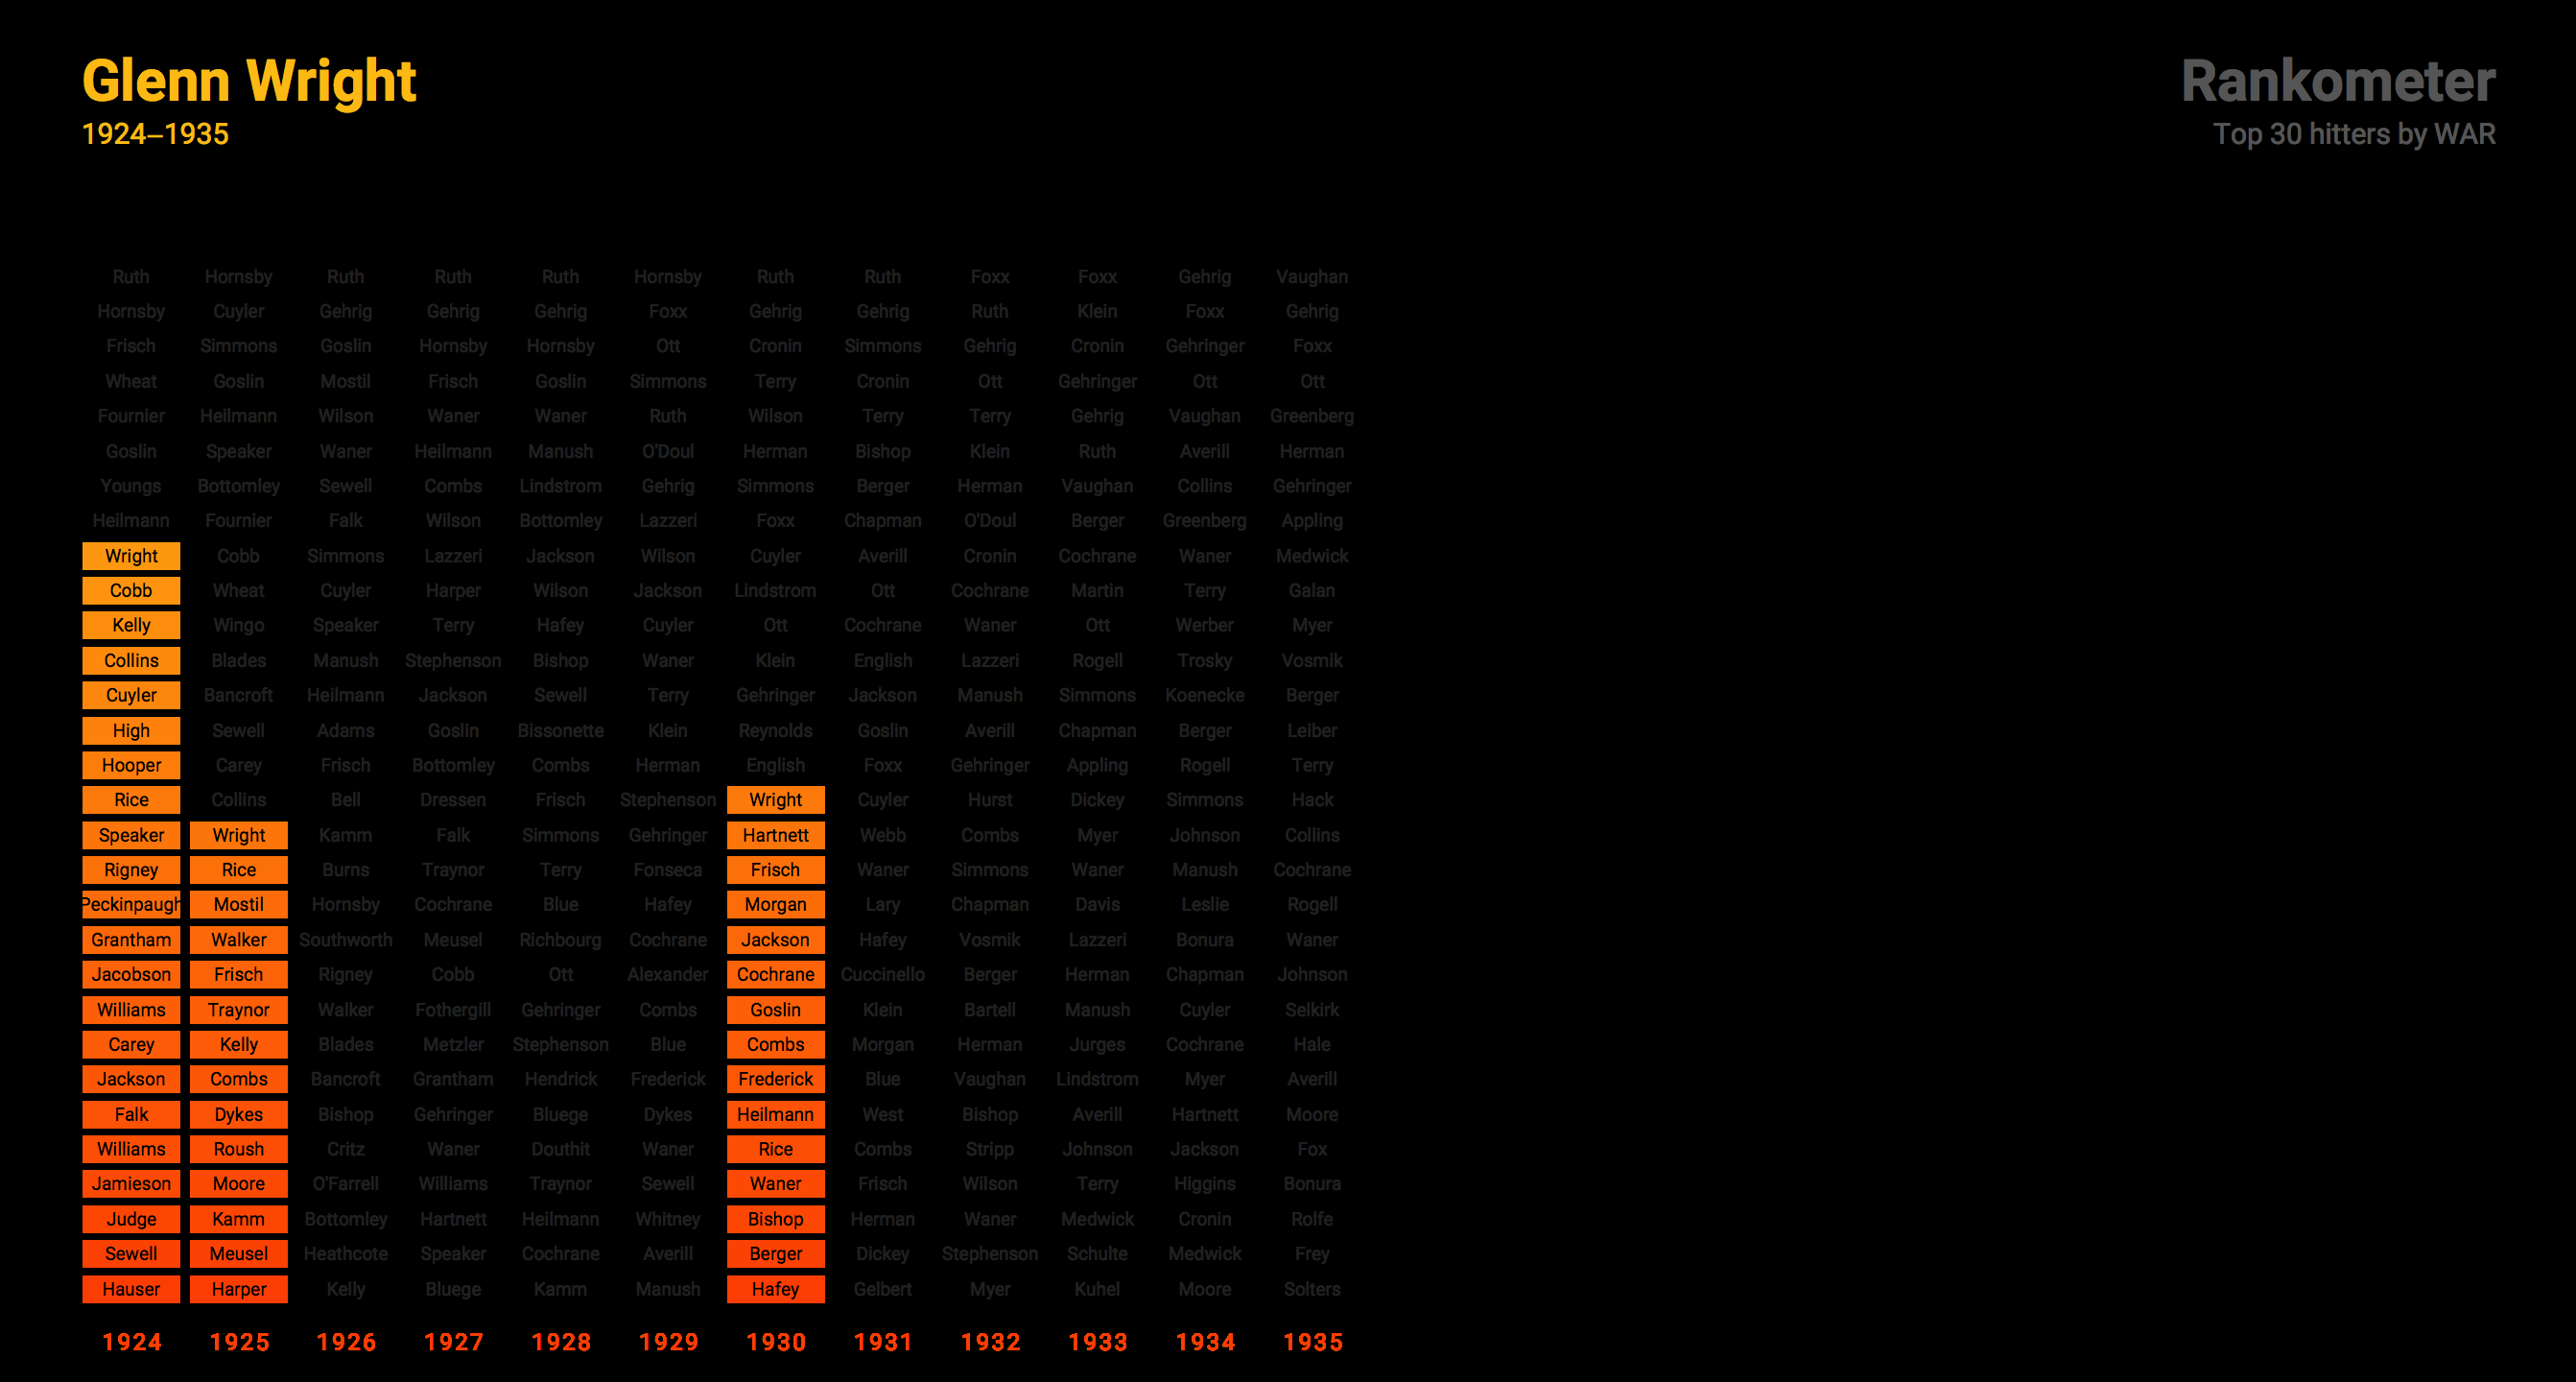 Glenn Wright
1924–1935
Rankometer
Top 30 hitters by WAR
Ruth Hornsby Ruth Ruth Ruth Hornsby Ruth Ruth Foxx Foxx Gehrig Vaughan
Hornsby Cuyler Gehrig Gehrig Gehrig Foxx Gehrig Gehrig Ruth Klein Foxx Gehrig
Frisch Simmons Goslin Hornsby Hornsby Ott Cronin Simmons Gehrig Cronin Gehringer Foxx
Wheat Goslin Mostil Frisch Goslin Simmons Terry Cronin Ott Gehringer Ott Ott
Fournier Heilmann Wilson Waner Waner Ruth Wilson Terry Terry Gehrig Vaughan Greenberg
Goslin Speaker Waner Heilmann Manush O'Doul Herman Bishop Klein Ruth Averill Herman
Youngs Bottomley Sewell Combs Lindstrom Gehrig Simmons Berger Herman Vaughan Collins Gehringer
Heilmann Fournier Falk Wilson Bottomley Lazzeri Foxx Chapman O'Doul Berger Greenberg Appling
Wright Cobb Simmons Lazzeri Jackson Wilson Cuyler Averill Cronin Cochrane Waner Medwick
Cobb Wheat Cuyler Harper Wilson Jackson Lindstrom Ott Cochrane Martin Terry Galan
Kelly Wingo Speaker Terry Hafey Cuyler Ott Cochrane Waner Ott Werber Myer
Collins Blades Manush Stephenson Bishop Waner Klein English Lazzeri Rogell Trosky Vosmik
Cuyler Bancroft Heilmann Jackson Sewell Terry Gehringer Jackson Manush Simmons Koenecke Berger
High Sewell Adams Goslin Bissonette Klein Reynolds Goslin Averill Chapman Berger Leiber
Hooper Carey Frisch Bottomley Combs Herman English Foxx Gehringer Appling Rogell Terry
Rice Collins Bell Dressen Frisch Stephenson Wright Cuyler Hurst Dickey Simmons Hack
Speaker Wright Kamm Falk Simmons Gehringer Hartnett Webb Combs Myer Johnson Collins
Rigney Rice Burns Traynor Terry Fonseca Frisch Waner Simmons Waner Manush Cochrane
Peckinpaugh Mostil Hornsby Cochrane Blue Hafey Morgan Lary Chapman Davis Leslie Rogell
Grantham Walker Southworth Meusel Richbourg Cochrane Jackson Hafey Vosmik Lazzeri Bonura Waner
Jacobson Frisch Rigney Cobb Ott Alexander Cochrane Cuccinello Berger Herman Chapman Johnson
Williams Traynor Walker Fothergill Gehringer Combs Goslin Klein Bartell Manush Cuyler Selkirk
Carey Kelly Blades Metzler Stephenson Blue Combs Morgan Herman Jurges Cochrane Hale
Jackson Combs Bancroft Grantham Hendrick Frederick Frederick Blue Vaughan Lindstrom Myer Averill
Falk Dykes Bishop Gehringer Bluege Dykes Heilmann West Bishop Averill Hartnett Moore
Williams Roush Critz Waner Douthit Waner Rice Combs Stripp Johnson Jackson Fox
Jamieson Moore O'Farrell Williams Traynor Sewell Waner Frisch Wilson Terry Higgins Bonura
Judge Kamm Bottomley Hartnett Heilmann Whitney Bishop Herman Waner Medwick Cronin Rolfe
Sewell Meusel Heathcote Speaker Cochrane Averill Berger Dickey Stephenson Schulte Medwick Frey
Hauser Harper Kelly Bluege Kamm Manush Hafey Gelbert Myer Kuhel Moore Solters
1924 1925 1926 1927 1928 1929 1930 1931 1932 1933 1934 1935